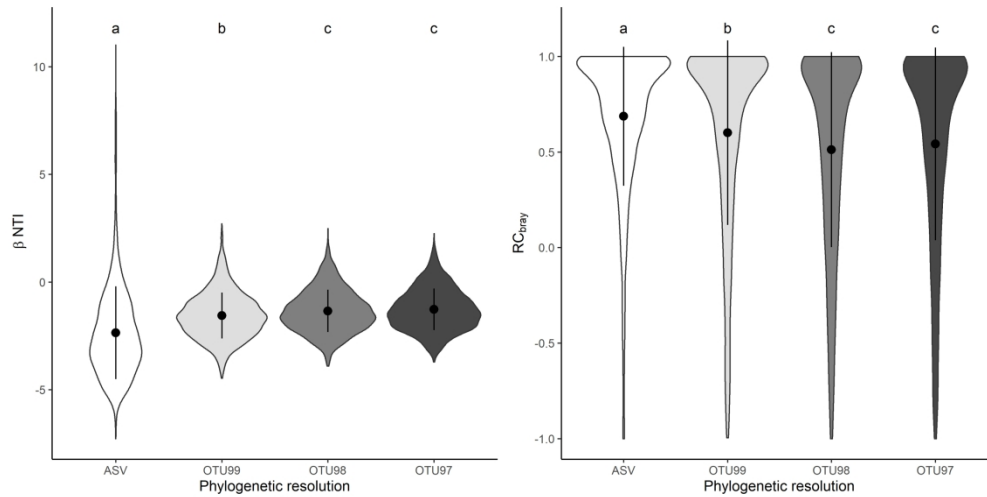 a b c c
10
5
0
-5
β NTI
ASV OTU99 OTU98 OTU97
Phylogenetic resolution
a b c c
1.0
0.5
0.0
-0.5
-1.0
RCbray
ASV OTU99 OTU98 OTU97
Phylogenetic resolution